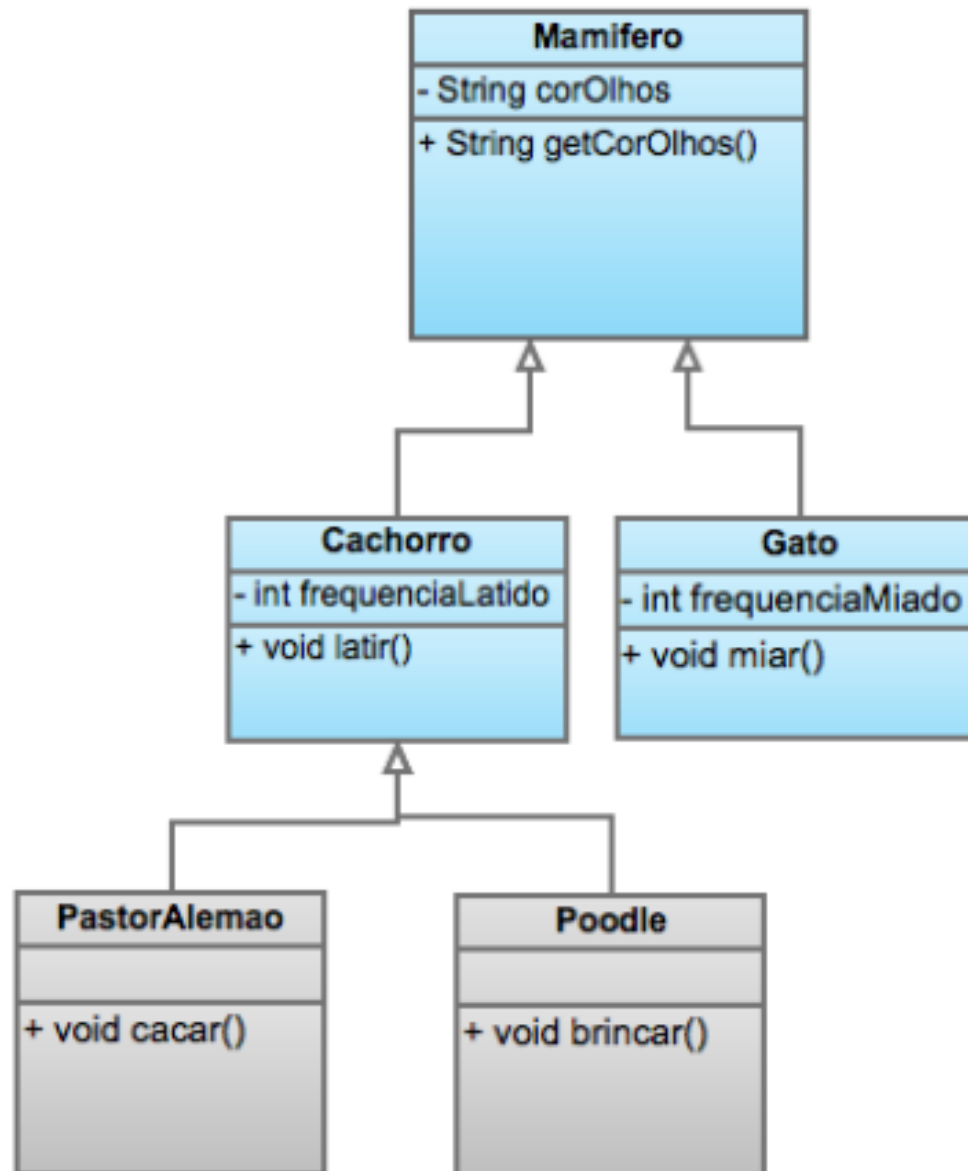 Mamifero
- String corOlhos
+ String getCorOlhos()
Cachorro
- int frequenciaLatido
+ void latir()
Gato
- int frequenciaMiado
+ void miar()
PastorAlemao
+ void cacar()
Poodle
+ void brincar()